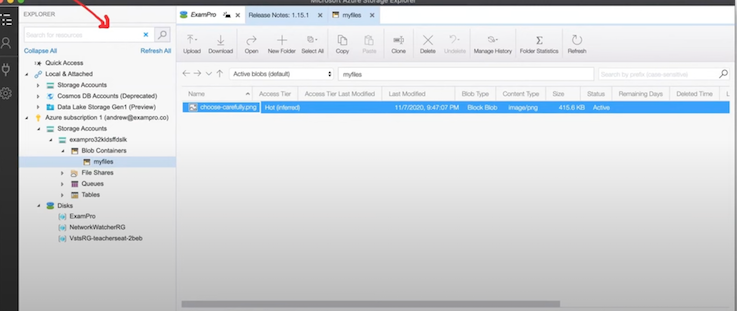 Microsoft Azure Storage Explorer
EXPLORER
Search for resources
Collapse All
Refresh All
Quick Access
Local & Attached
Storage Accounts
Cosmos DB Accounts (Deprecated)
Data Lake Storage Gen1 (Preview)
Azure subscription 1 (andrew@exampro.co)
Storage Accounts
exampro32kldsffdslk
Blob Containers
myfiles
File Shares
Queues
Tables
Disks
ExamPro
NetworkWatcherRG
VstsRG-teacherseat-2beb
ExamPro
Release Notes: 1.15.1
myfiles
Upload Download Open New Folder Select All Copy Paste Clone Delete Undelete Manage History Folder Statistics Refresh
Active blobs (default)
myfiles
Search by prefix (case-sensitive)
Name Access Tier Access Tier Last Modified Last Modified Blob Type Content Type Size Status Remaining Days Deleted Time L
choose-carefully.png Hot (inferred) 11/7/2020, 9:47:07 PM Block Blob image/png 415.6 KB Active